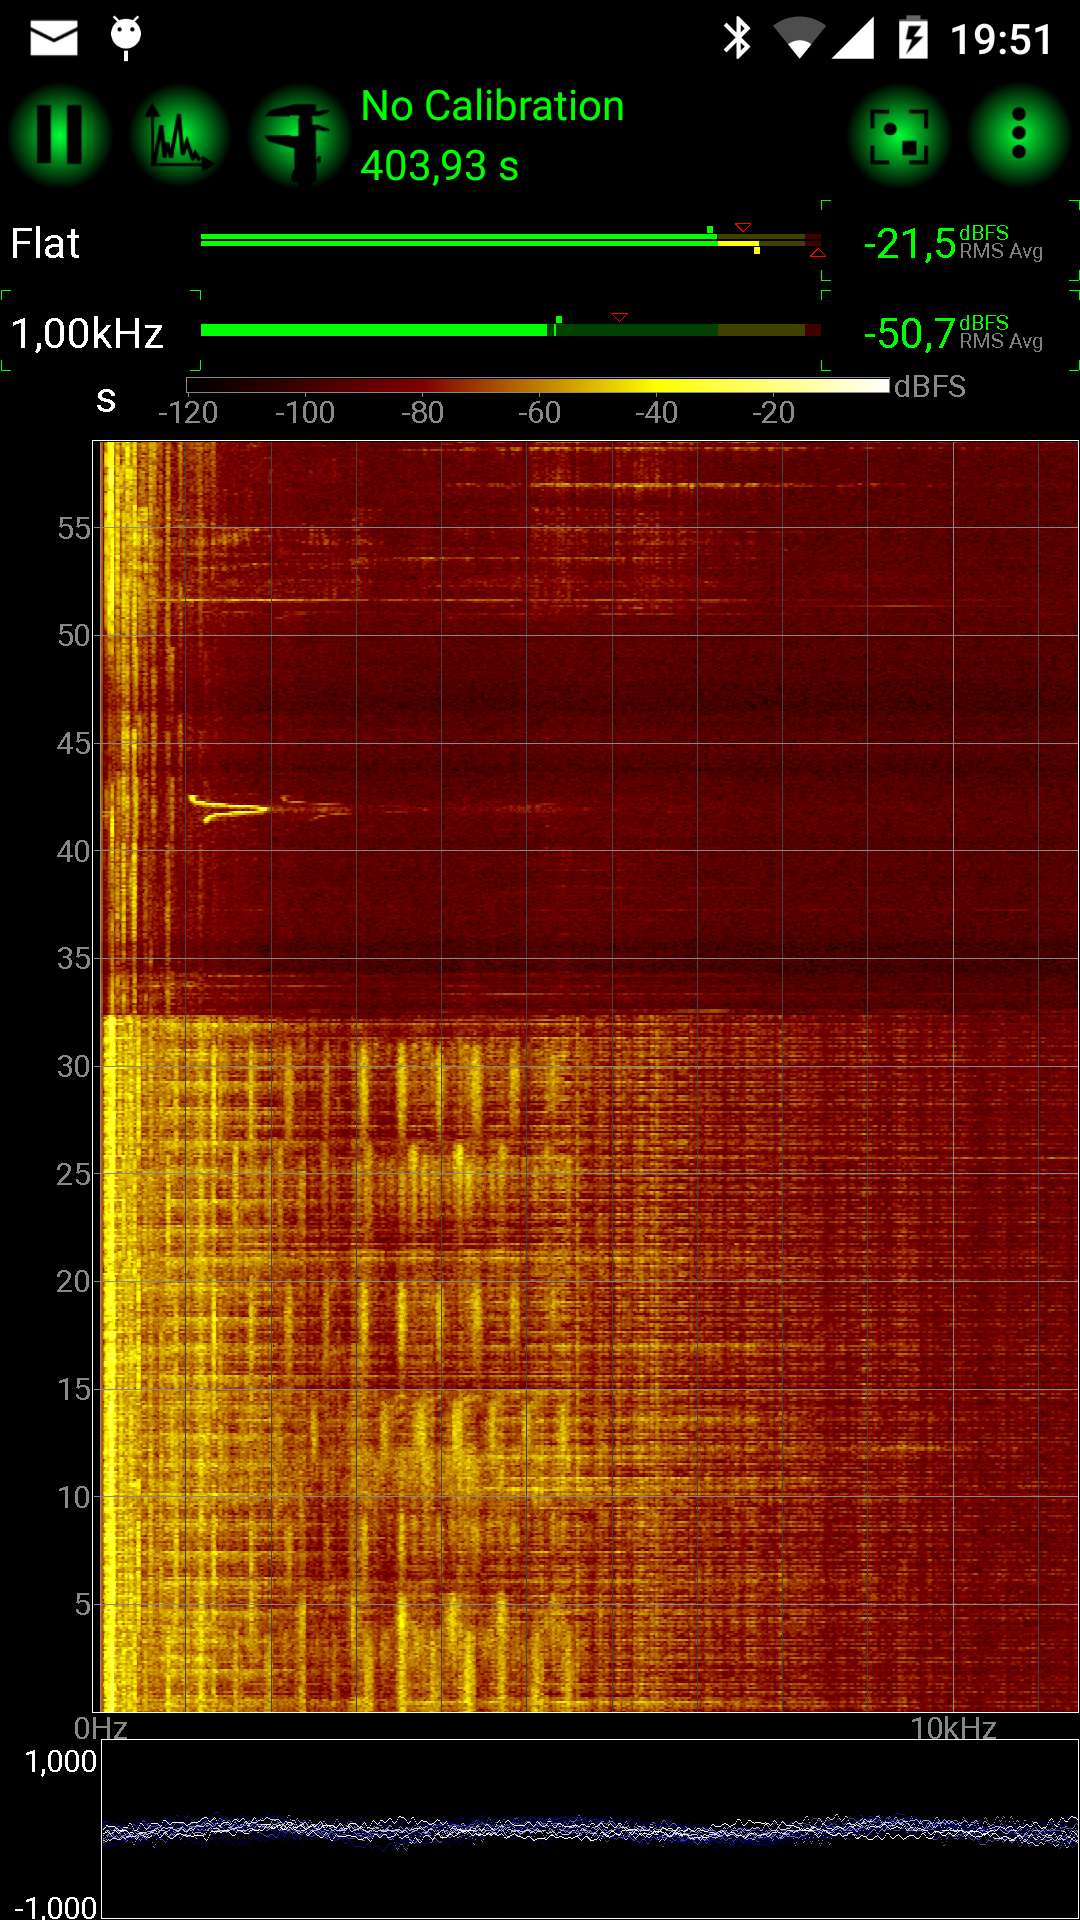 19:51
No Calibration
403,93 s
Flat
-21,5 dBFS
RMS Avg
1,00kHz
-50,7 dBFS
RMS Avg
s
dBFS
-120 -100 -80 -60 -40 -20
55
50
45
40
35
30
25
20
15
10
5
0Hz 10kHz
1,000
-1,000